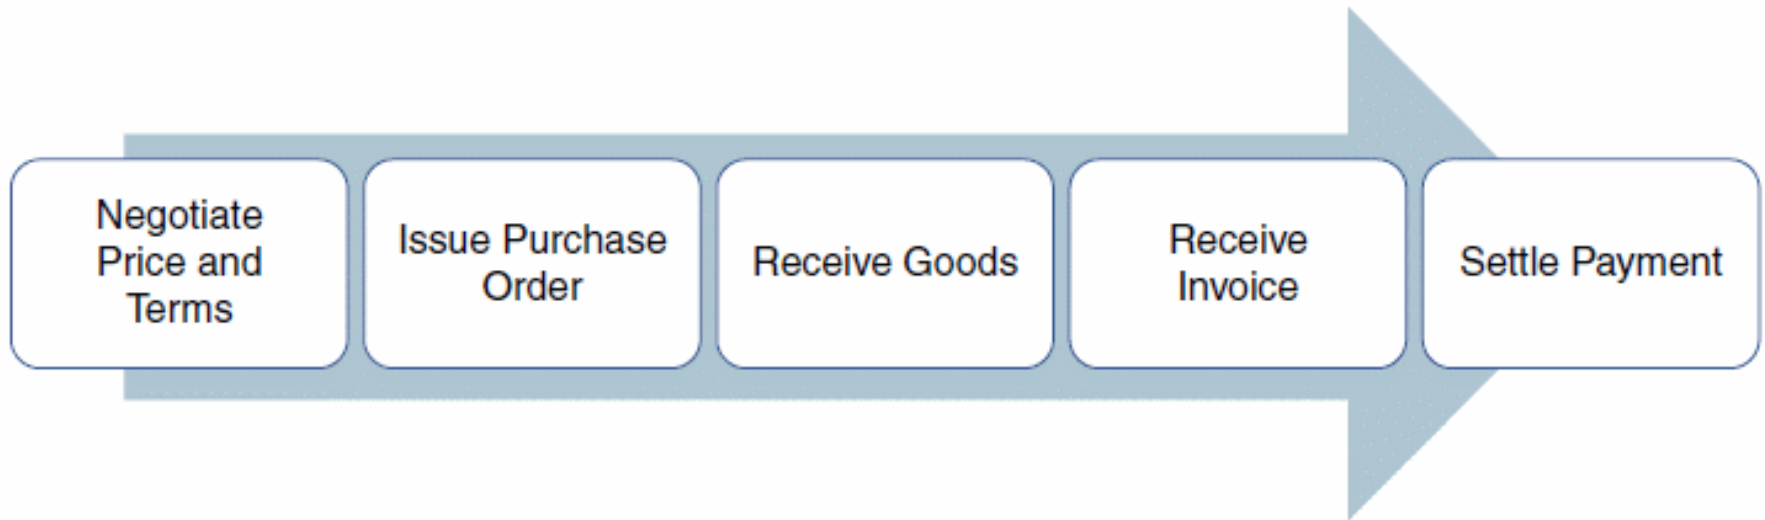 Negotiate
Price and
Terms
Issue Purchase
Order
Receive Goods
Receive
Invoice
Settle Payment